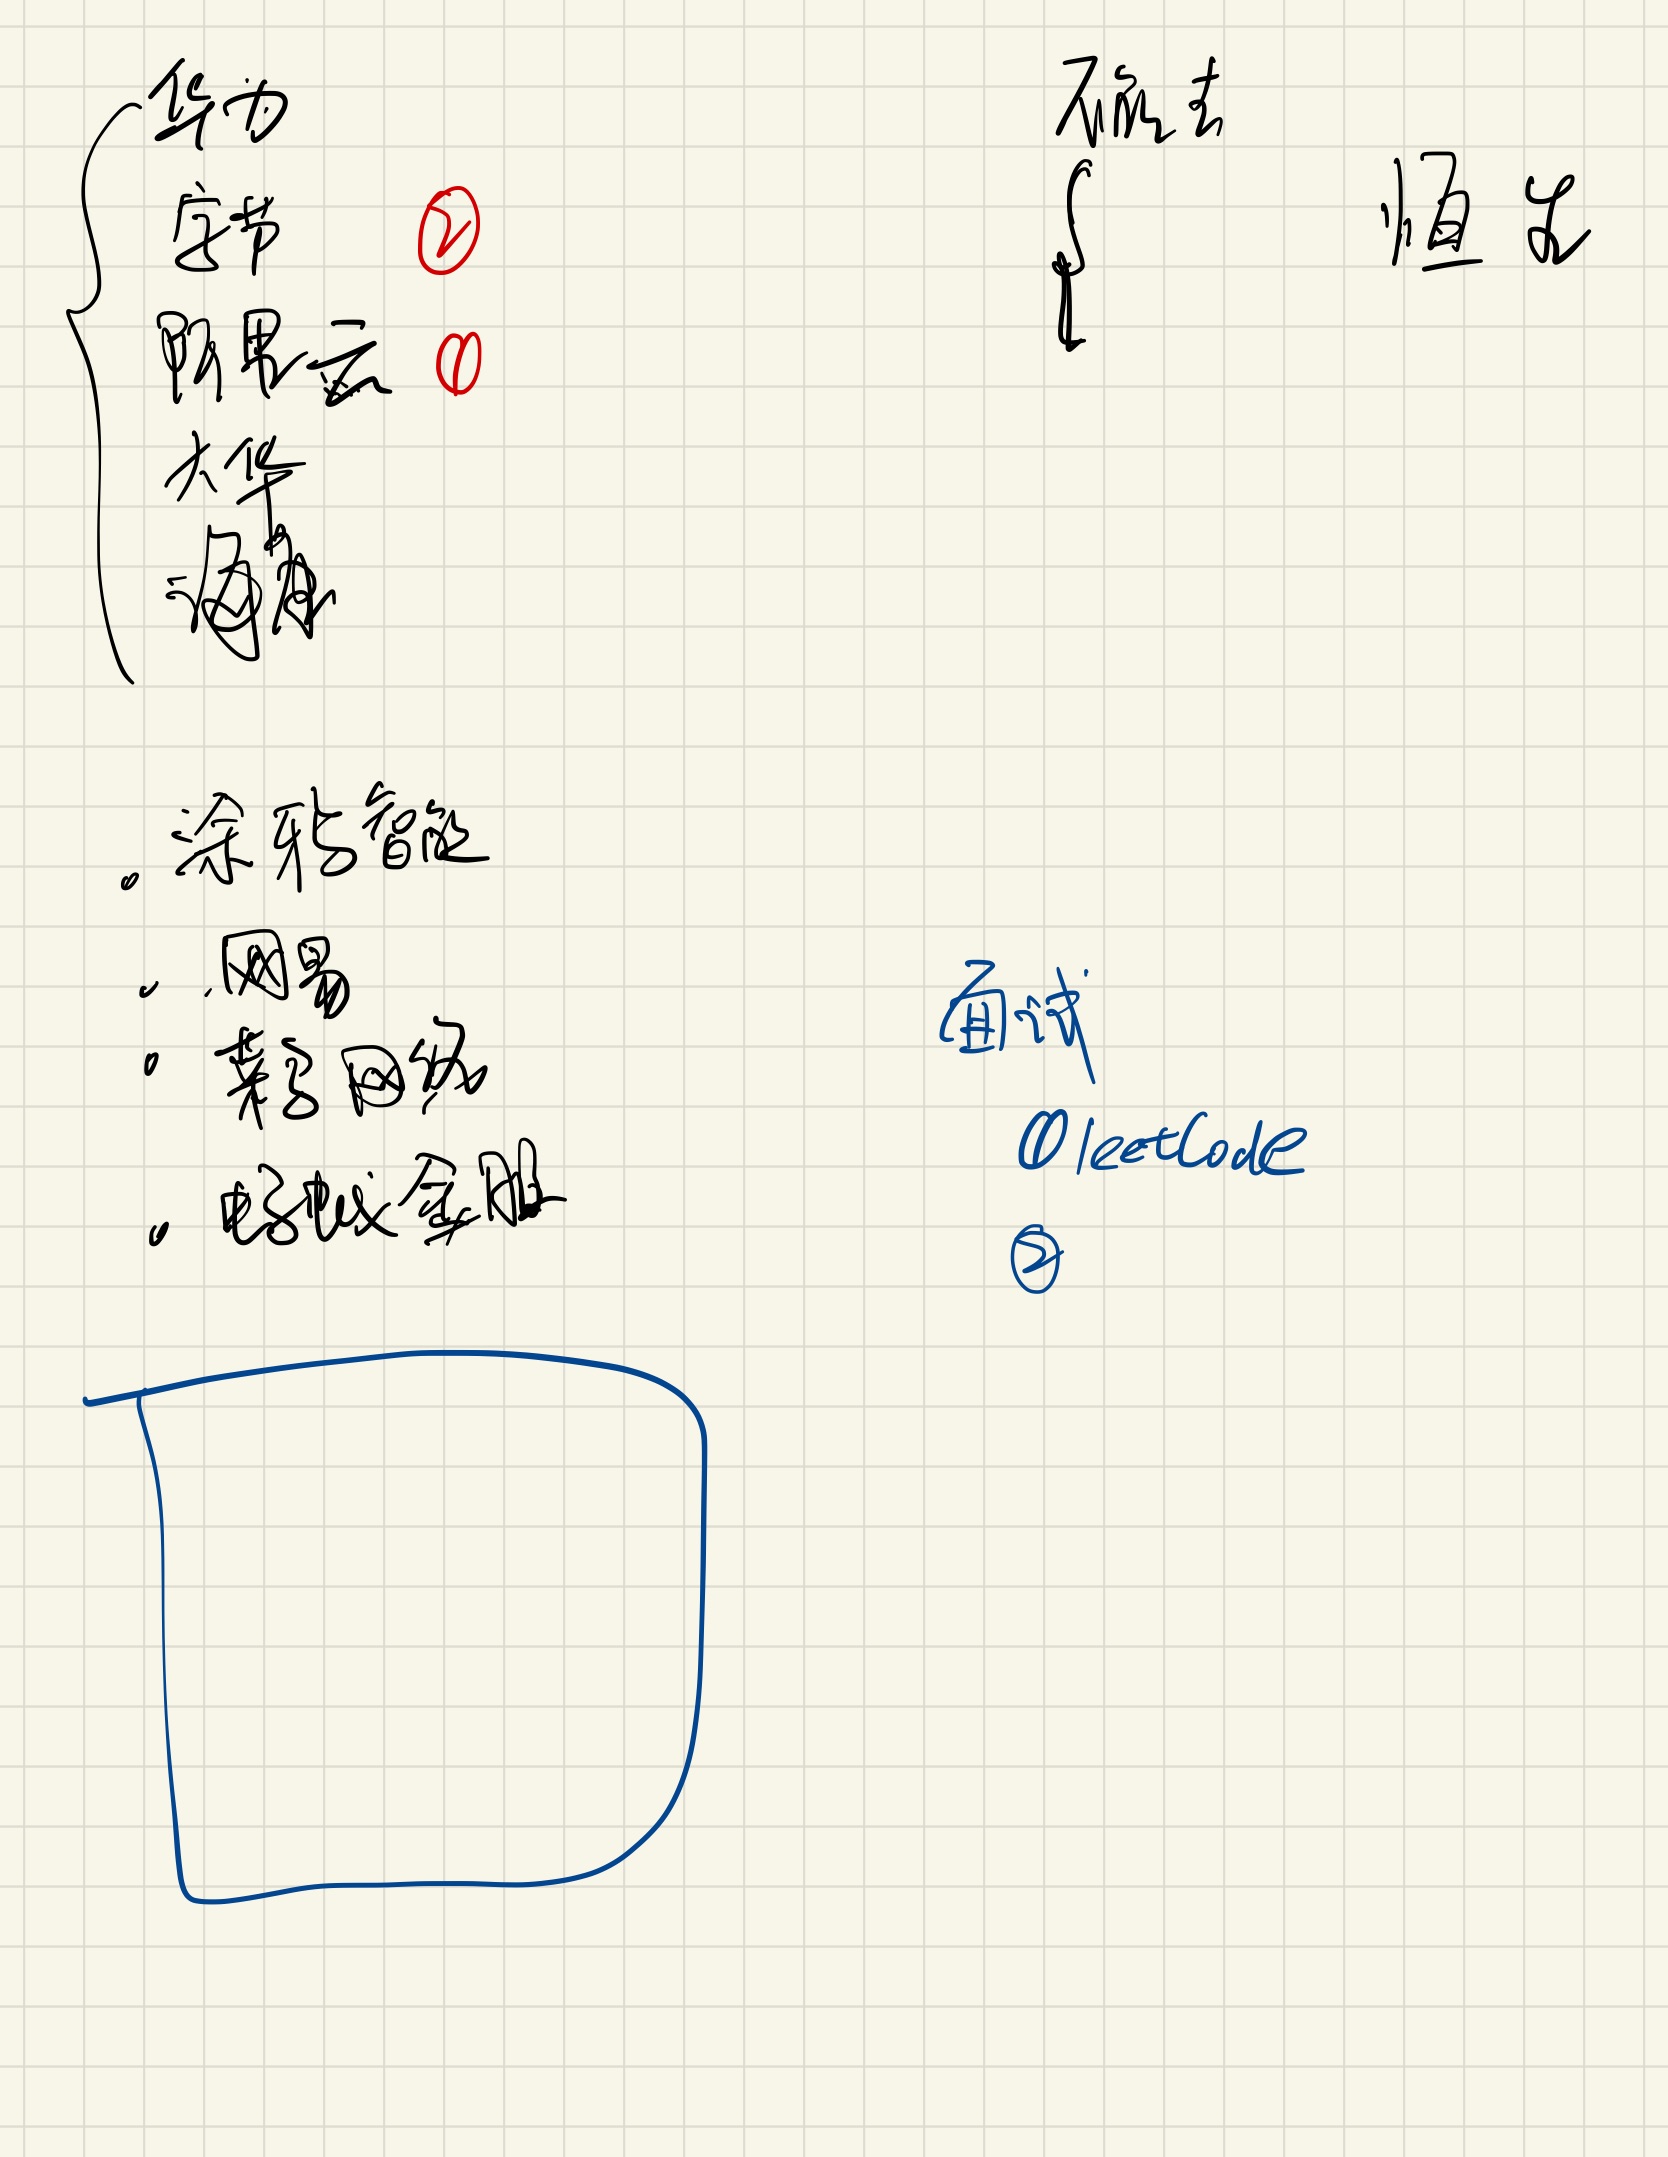 华为
字节 ②
阿里云 ①
大华
海康
涂鸦智能
网易
菜鸟网络
蚂蚁金服
不能去
恒生
面试
① leetCode
②